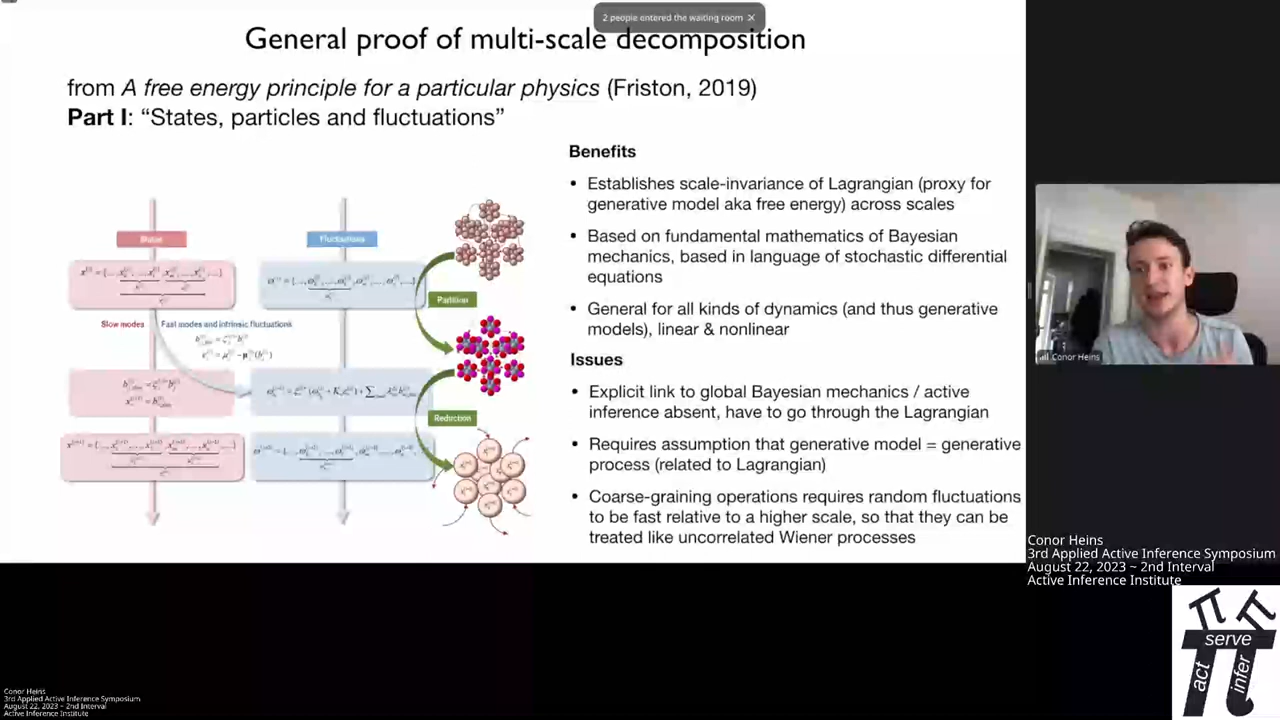 2 people entered the waiting room ×
General proof of multi-scale decomposition
from A free energy principle for a particular physics (Friston, 2019)
Part I: “States, particles and fluctuations”
States
Fluctuations
Partition
Slow modes
Fast modes and intrinsic fluctuations
Reduction
Benefits
• Establishes scale-invariance of Lagrangian (proxy for
generative model aka free energy) across scales
• Based on fundamental mathematics of Bayesian
mechanics, based in language of stochastic differential
equations
• General for all kinds of dynamics (and thus generative
models), linear & nonlinear
Issues
• Explicit link to global Bayesian mechanics / active
inference absent, have to go through the Lagrangian
• Requires assumption that generative model = generative
process (related to Lagrangian)
• Coarse-graining operations requires random fluctuations
to be fast relative to a higher scale, so that they can be
treated like uncorrelated Wiener processes
Conor Heins
Conor Heins
3rd Applied Active Inference Symposium
August 22, 2023 ~ 2nd Interval
Active Inference Institute
act
serve
infer
Conor Heins
3rd Applied Active Inference Symposium
August 22, 2023 ~ 2nd Interval
Active Inference Institute